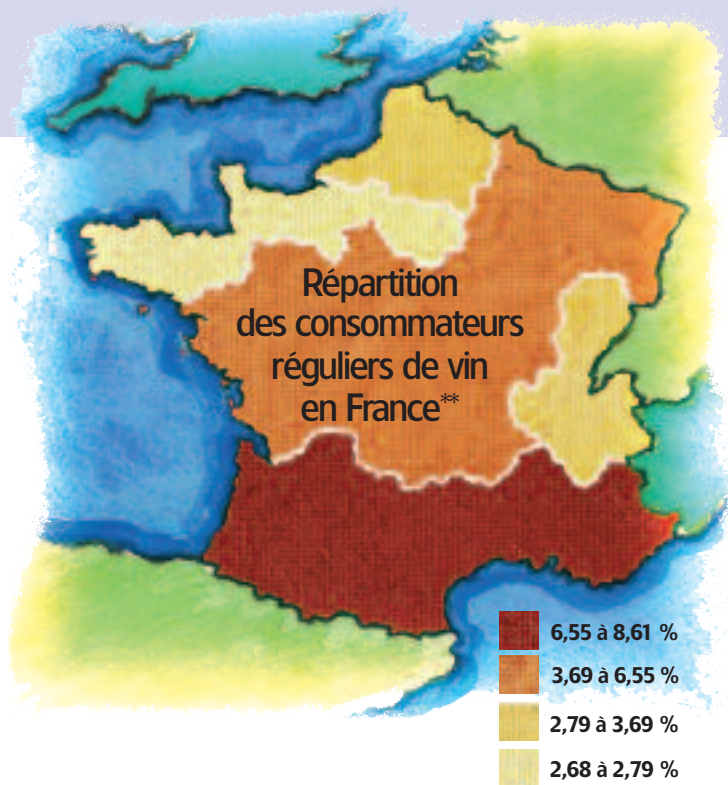 Répartition
des consommateurs
réguliers de vin
en France**
6,55 à 8,61 %
3,69 à 6,55 %
2,79 à 3,69 %
2,68 à 2,79 %